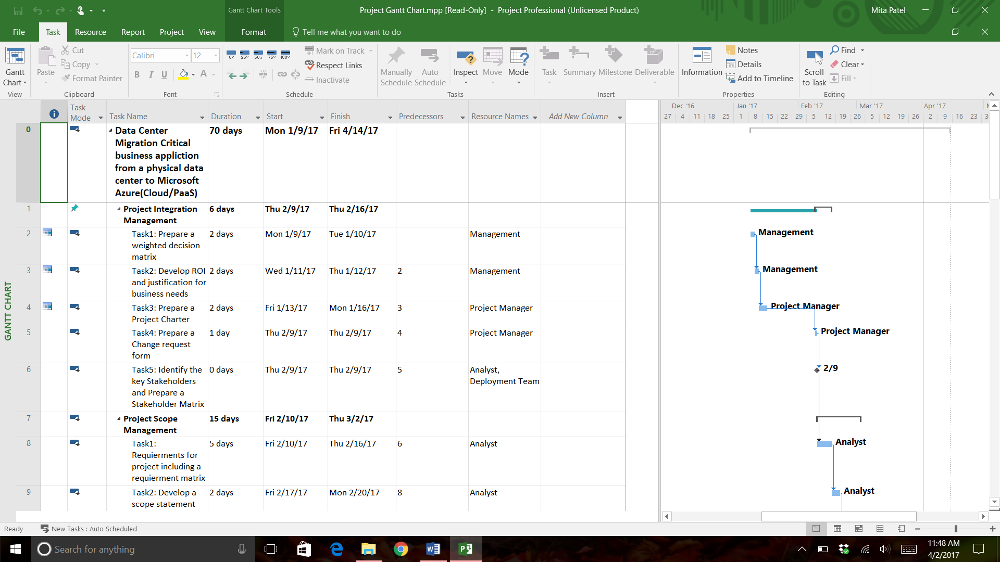 Gantt Chart Tools
Project Gantt Chart.mpp [Read-Only] - Project Professional (Unlicensed Product)
Mita Patel
File Task Resource Report Project View Format Tell me what you want to do
Gantt Chart
View
Paste
Cut
Copy
Format Painter
Clipboard
Calibri 12
B I U A
Font
0% 25% 50% 75% 100%
Mark on Track
Respect Links
Inactivate
Schedule
Manually Schedule
Auto Schedule
Inspect
Move
Mode
Tasks
Task
Summary
Milestone
Deliverable
Insert
Information
Notes
Details
Add to Timeline
Properties
Scroll to Task
Find
Clear
Fill
Editing
GANTT CHART
Task Mode Task Name Duration Start Finish Predecessors Resource Names Add New Column
Dec '16 Jan '17 Feb '17 Mar '17 Apr '17
27 4 11 18 25 1 8 15 22 29 5 12 19 26 5 12 19 26 2 9 16 23
0 Data Center 70 days Mon 1/9/17 Fri 4/14/17
Migration Critical
business appliction
from a physical data
center to Microsoft
Azure(Cloud/PaaS)
1 Project Integration 6 days Thu 2/9/17 Thu 2/16/17
Management
2 Task1: Prepare a 2 days Mon 1/9/17 Tue 1/10/17 Management Management
weighted decision
matrix
3 Task2: Develop ROI 2 days Wed 1/11/17 Thu 1/12/17 2 Management Management
and justification for
business needs
4 Task3: Prepare a 2 days Fri 1/13/17 Mon 1/16/17 3 Project Manager Project Manager
Project Charter
5 Task4: Prepare a 1 day Thu 2/9/17 Thu 2/9/17 4 Project Manager Project Manager
Change request
form
6 Task5: Identify the 0 days Thu 2/9/17 Thu 2/9/17 5 Analyst, 2/9
key Stakeholders Deployment Team
and Prepare a
Stakeholder Matrix
7 Project Scope 15 days Fri 2/10/17 Thu 3/2/17
Management
8 Task1: 5 days Fri 2/10/17 Thu 2/16/17 6 Analyst Analyst
Requierments for
project including a
requierment matrix
9 Task2: Develop a 2 days Fri 2/17/17 Mon 2/20/17 8 Analyst Analyst
scope statement
Ready New Tasks : Auto Scheduled
Search for anything
11:48 AM
4/2/2017